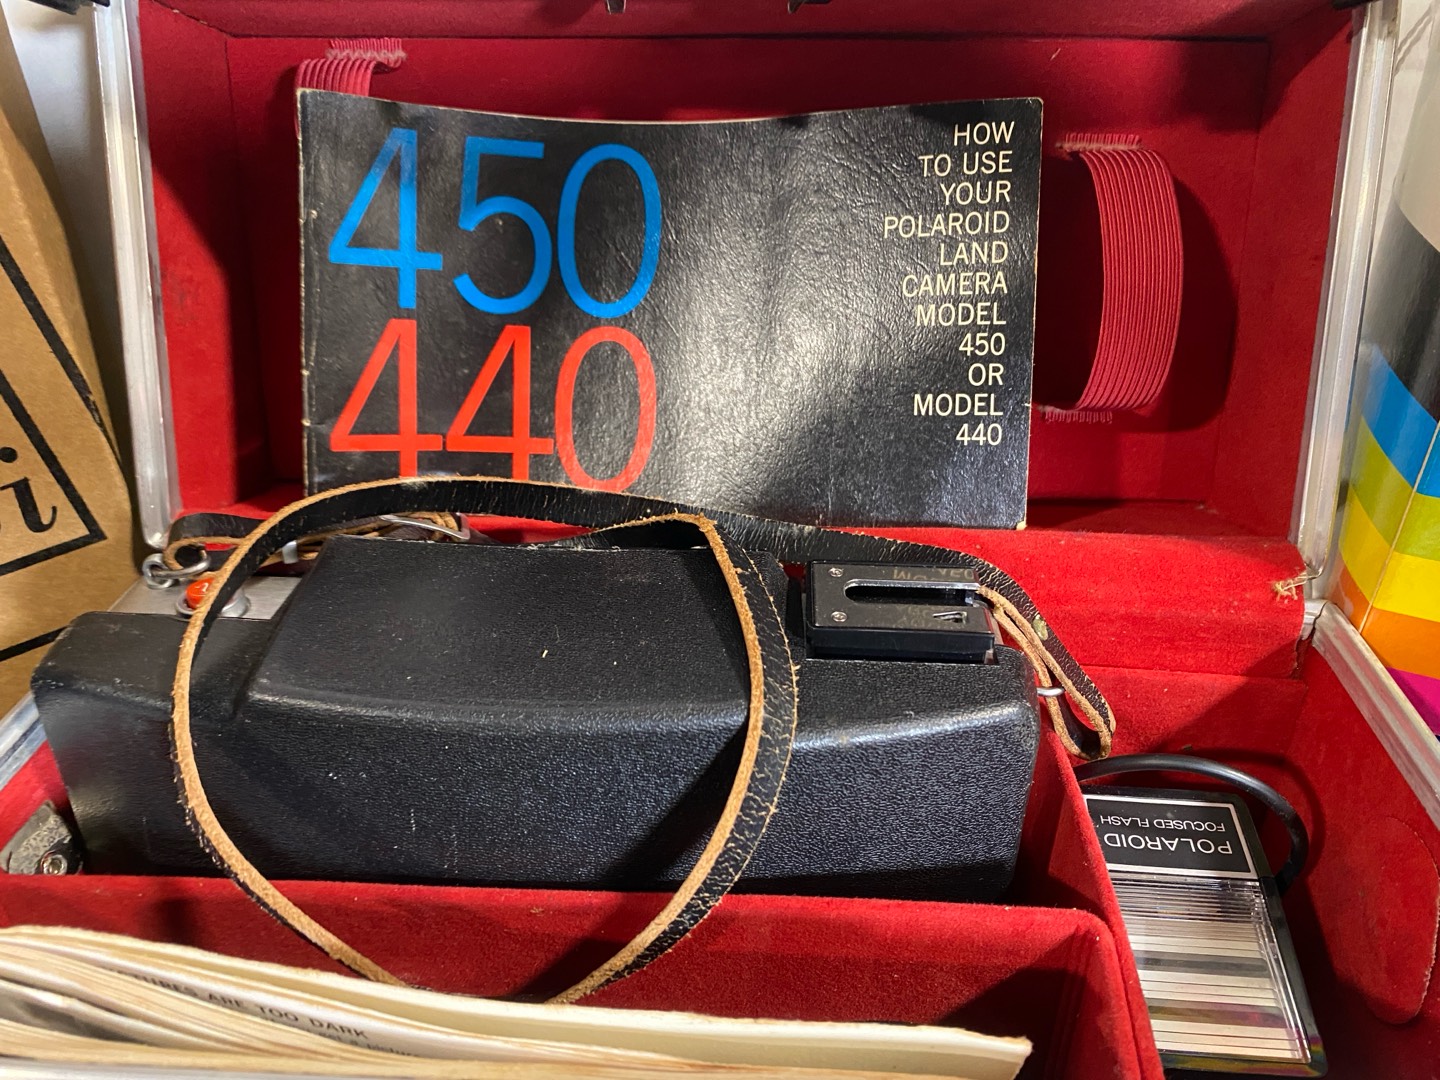 450
440
HOW
TO USE
YOUR
POLAROID
LAND
CAMERA
MODEL
450
OR
MODEL
440
POLAROID
FOCUSED FLASH
ARE TOO DARK